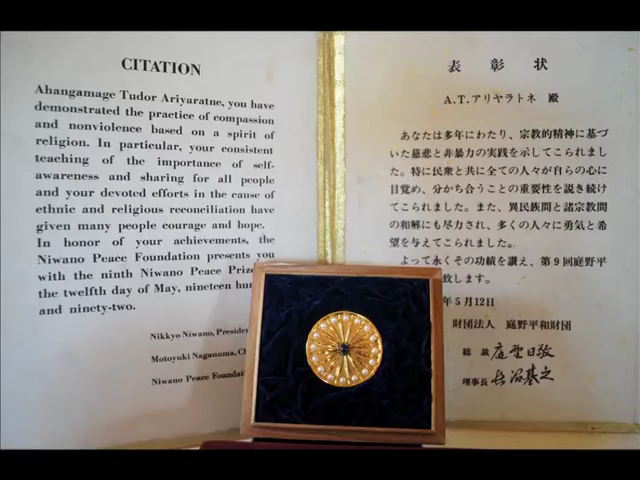 CITATION
Ahangamage Tudor Ariyaratne, you have
demonstrated the practice of compassion
and nonviolence based on a spirit of
religion. In particular, your consistent
teaching of the importance of self-
awareness and sharing for all people
and your devoted efforts in the cause of
ethnic and religious reconciliation have
given many people courage and hope.
In honor of your achievements, the
Niwano Peace Foundation presents you
with the ninth Niwano Peace
the twelfth day of May, nineteen
and ninety-two.
Nikkyo Niwano,
Motoyuki Naganuma,
Niwano Peace
表彰状
A.T.アリヤラトネ 殿
あなたは多年にわたり、宗教的精神に基づ
いた慈悲と非暴力の実践を示してこられまし
た。特に民衆と共に全ての人々が自らの心に
目覚め、分かち合うことの重要性を説き続け
てこられました。また、異民族間と諸宗教間
の和解にも尽力され、多くの人々に勇気と希
望を与えてこられました。
よって永くその功績を讃え、第9回庭野平
致します。
年5月12日
財団法人 庭野平和財団
総裁 庭野日敬
理事長 長沼基之